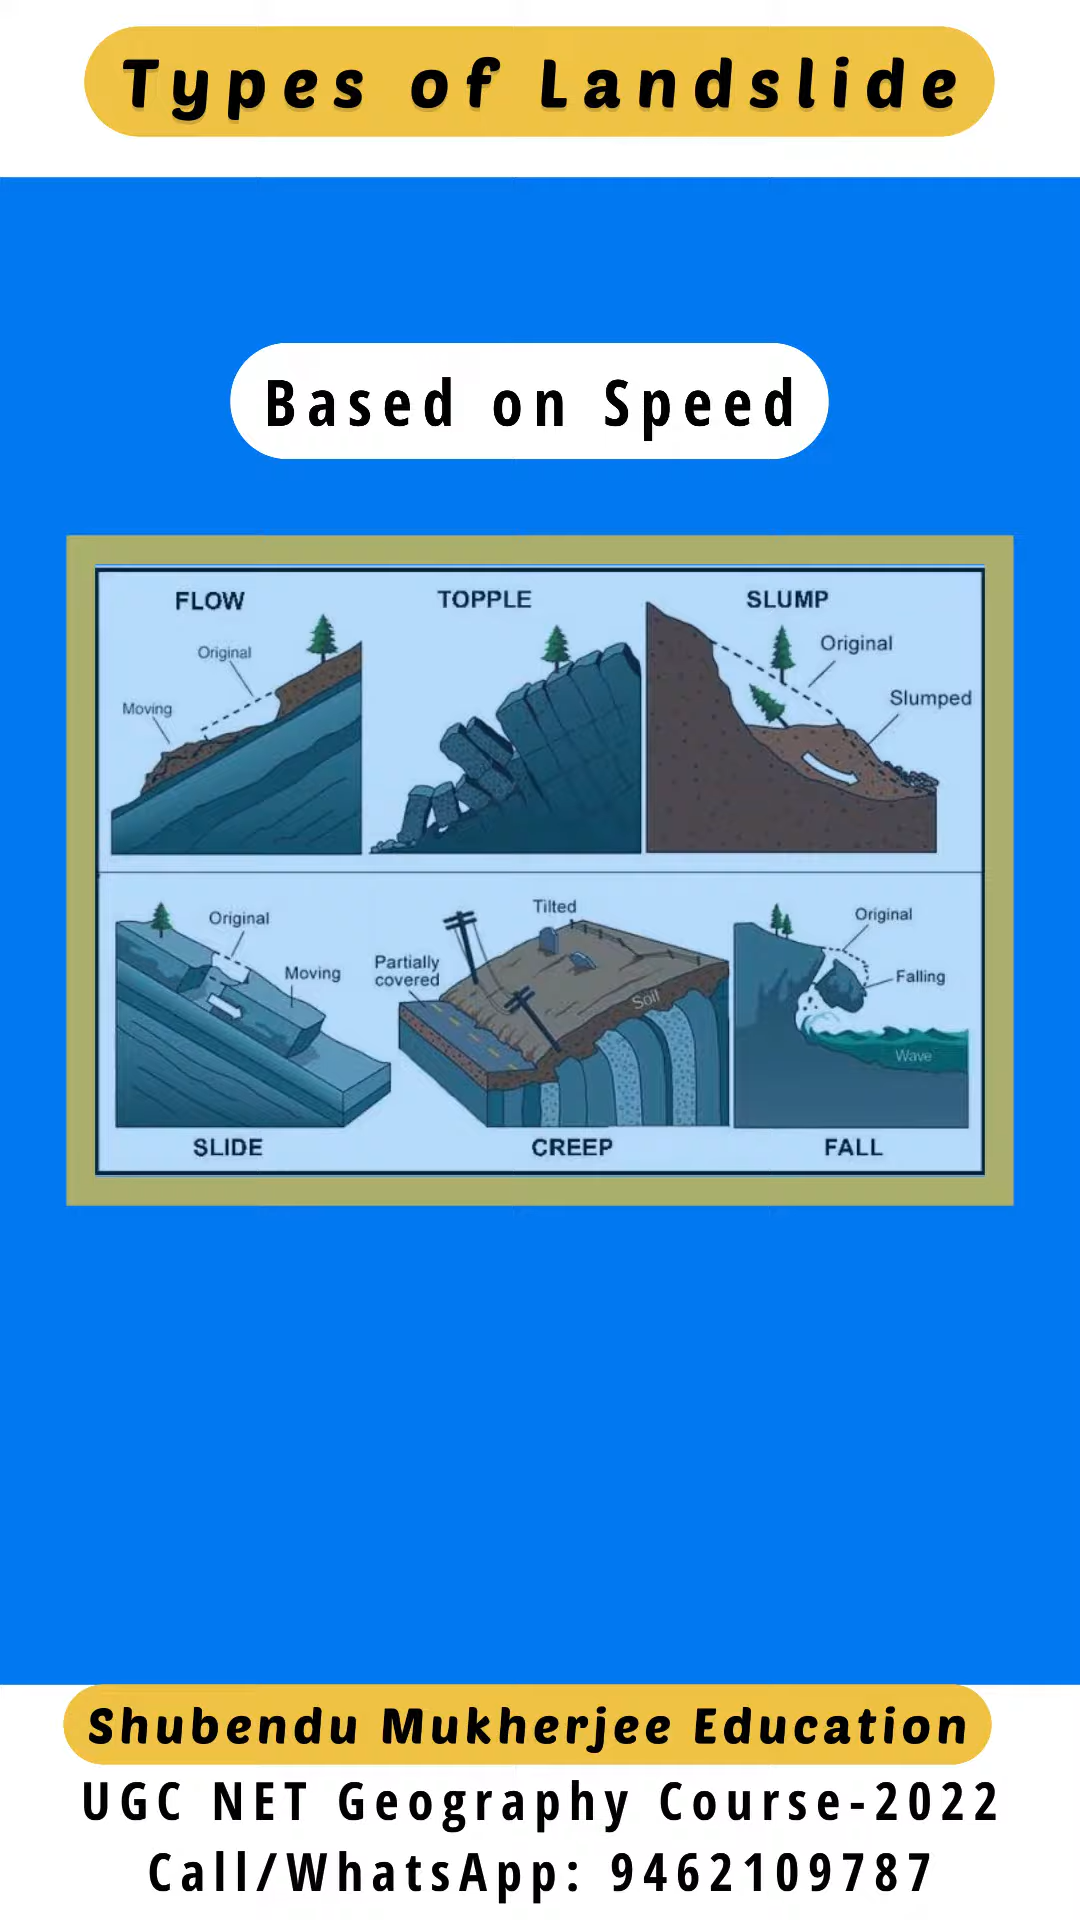 Types of Landslide
Based on Speed
FLOW
TOPPLE
SLUMP
Original
Moving
Original
Slumped
Original
Moving
Partially
covered
Tilted
Soil
Original
Falling
Wave
SLIDE
CREEP
FALL
Shubendu Mukherjee Education
UGC NET Geography Course-2022
Call/WhatsApp: 9462109787